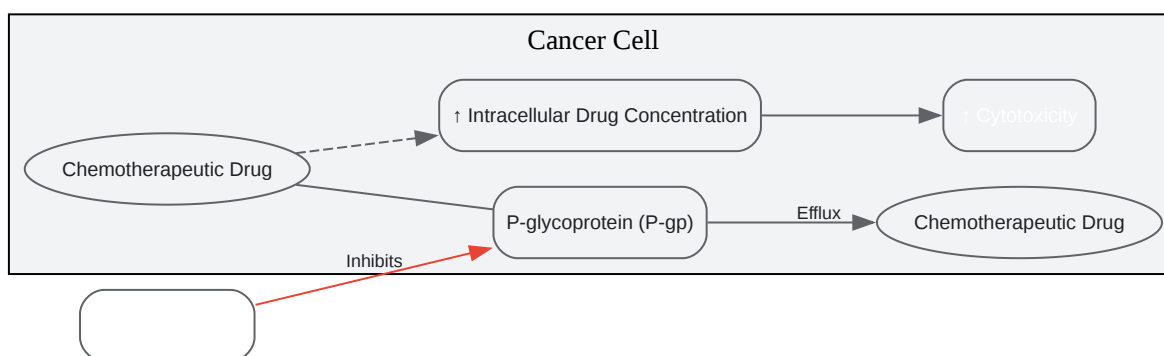 Cancer Cell
↑ Intracellular Drug Concentration
↑ Cytotoxicity
Chemotherapeutic Drug
P-glycoprotein (P-gp)
Efflux
Chemotherapeutic Drug
Inhibits